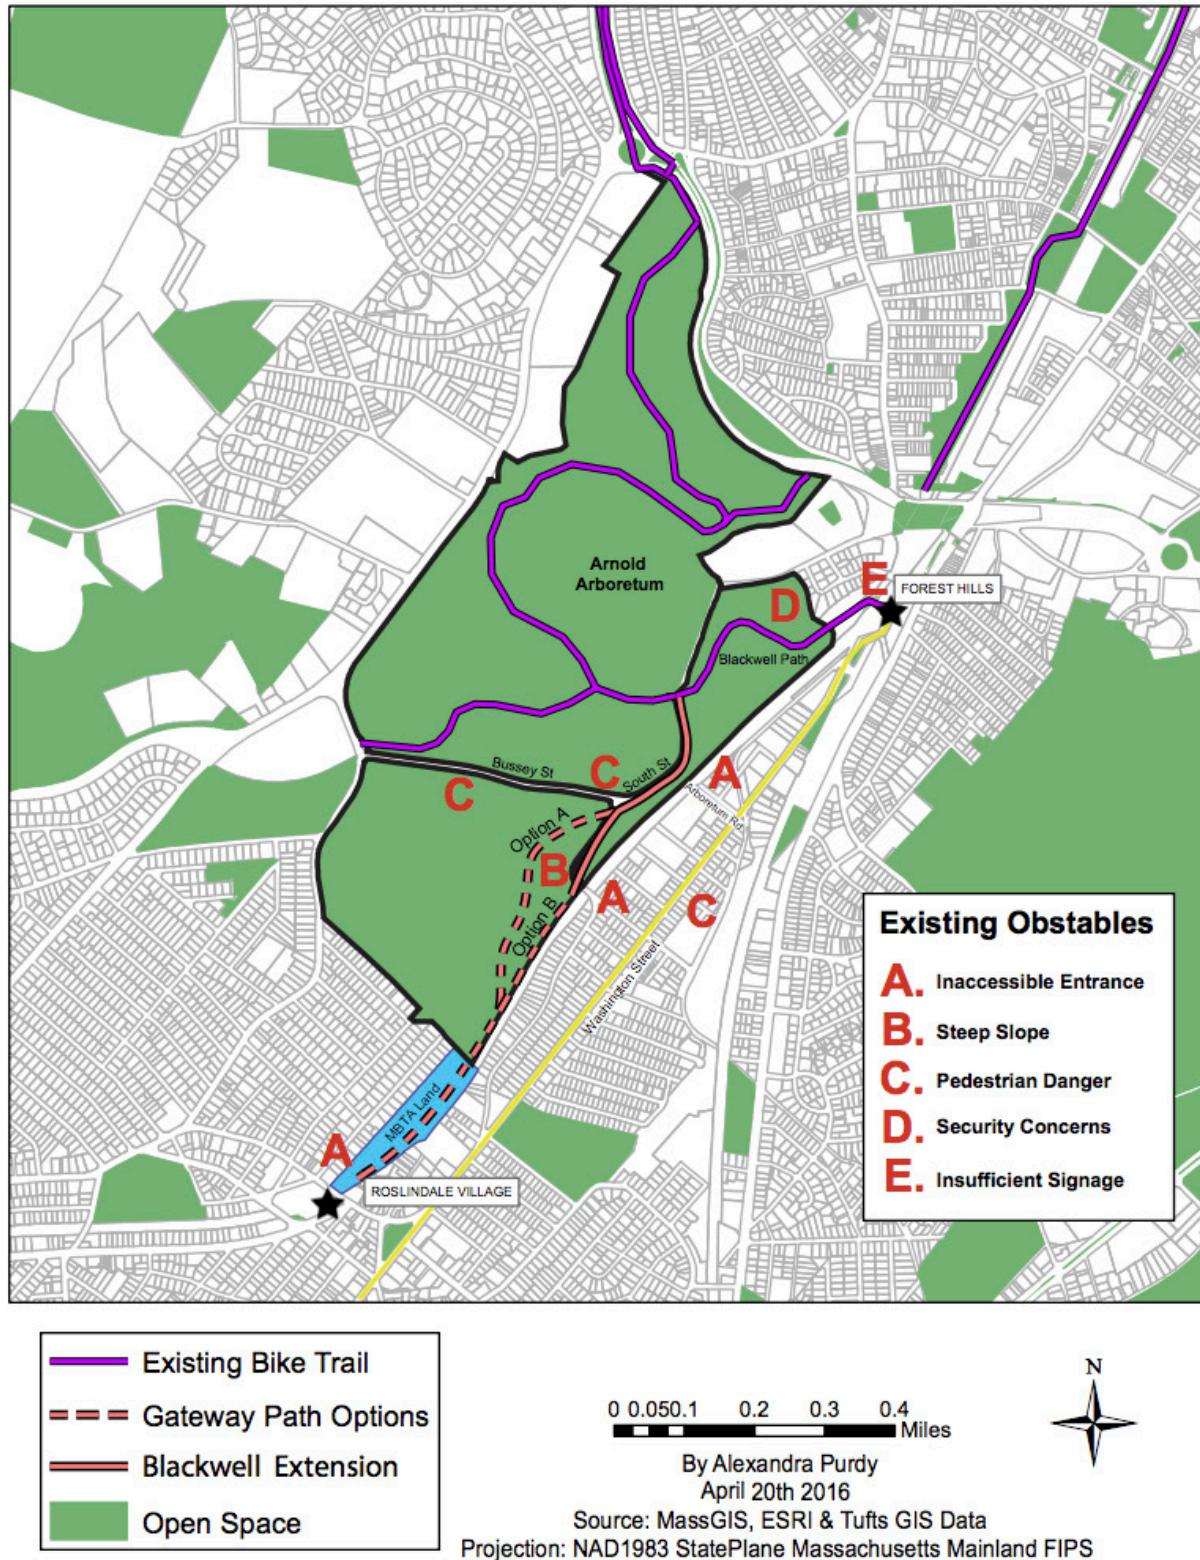 Arnold
Arboretum
E
FOREST HILLS
D
Blackwell Path
Bussey St
C
C
South St
A
Arboretum Rd
Option A
B
A
C
Option B
Washington Street
MBTA Land
A
ROSLINDALE VILLAGE
Existing Obstables
A. Inaccessible Entrance
B. Steep Slope
C. Pedestrian Danger
D. Security Concerns
E. Insufficient Signage
Existing Bike Trail
Gateway Path Options
Blackwell Extension
Open Space
0 0.050.1 0.2 0.3 0.4
Miles
N
By Alexandra Purdy
April 20th 2016
Source: MassGIS, ESRI & Tufts GIS Data
Projection: NAD1983 StatePlane Massachusetts Mainland FIPS